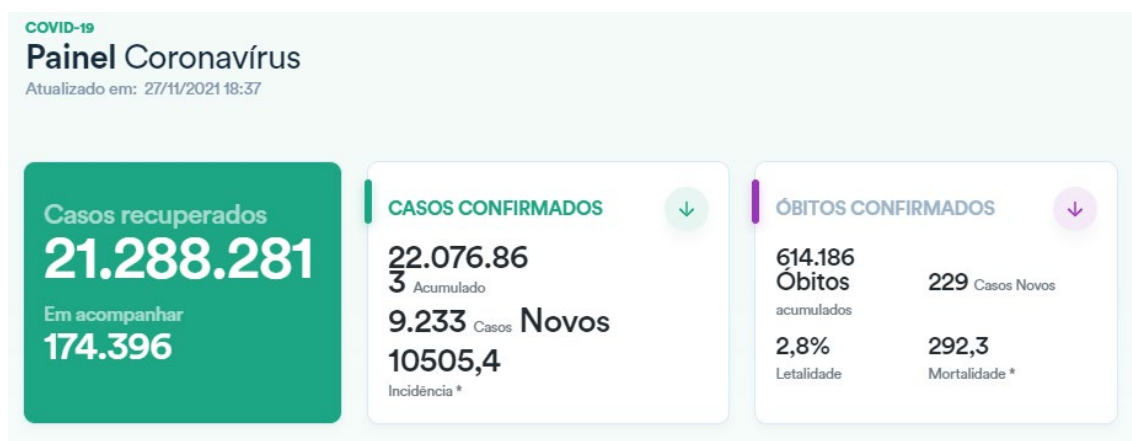 COVID-19
Painel Coronavírus
Atualizado em: 27/11/2021 18:37
Casos recuperados
21.288.281
Em acompanhar
174.396
CASOS CONFIRMADOS
22.076.86
3 Acumulado
9.233 Casos Novos
10505,4
Incidência *
ÓBITOS CONFIRMADOS
614.186
Óbitos
acumulados
229 Casos Novos
2,8%
Letalidade
292,3
Mortalidade *